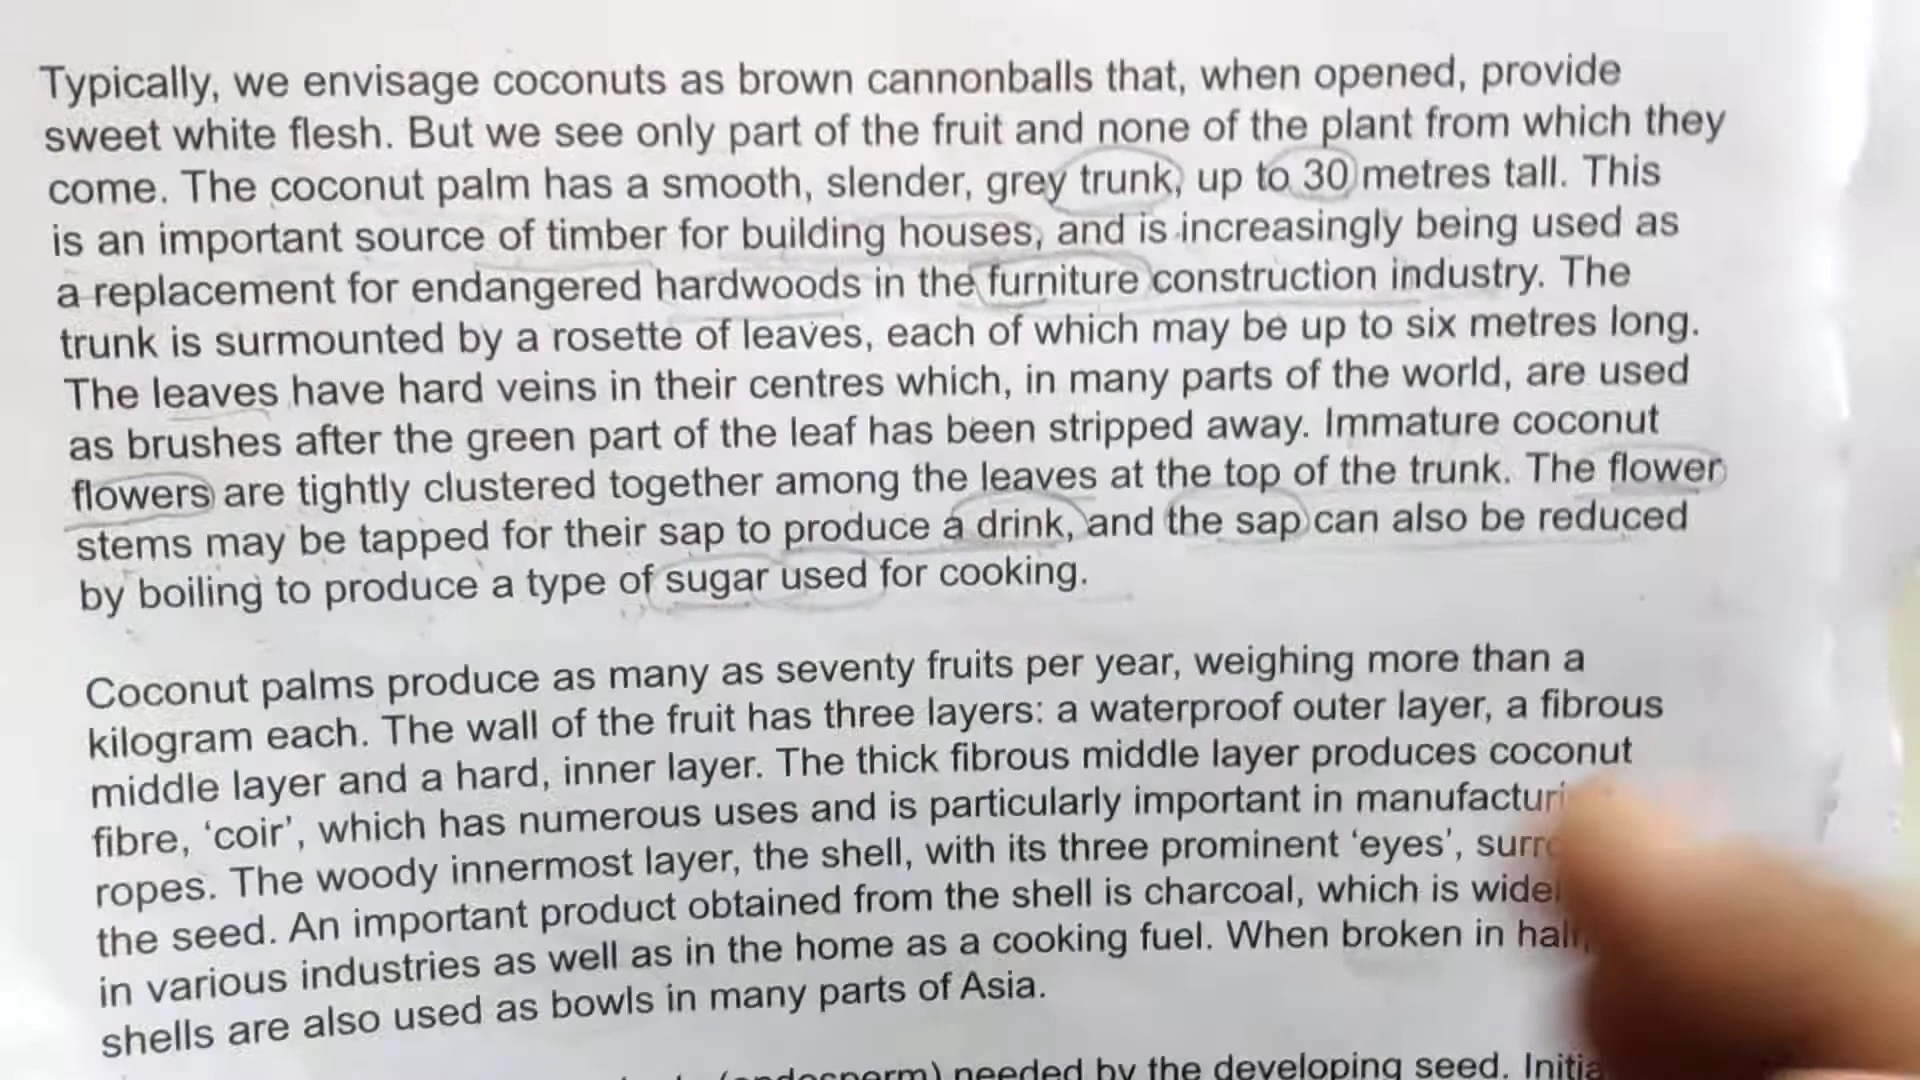 Typically, we envisage coconuts as brown cannonballs that, when opened, provide
sweet white flesh. But we see only part of the fruit and none of the plant from which they
come. The coconut palm has a smooth, slender, grey trunk, up to 30 metres tall. This
is an important source of timber for building houses, and is increasingly being used as
a replacement for endangered hardwoods in the furniture construction industry. The
trunk is surmounted by a rosette of leaves, each of which may be up to six metres long.
The leaves have hard veins in their centres which, in many parts of the world, are used
as brushes after the green part of the leaf has been stripped away. Immature coconut
flowers are tightly clustered together among the leaves at the top of the trunk. The flower
stems may be tapped for their sap to produce a drink, and the sap can also be reduced
by boiling to produce a type of sugar used for cooking.
Coconut palms produce as many as seventy fruits per year, weighing more than a
kilogram each. The wall of the fruit has three layers: a waterproof outer layer, a fibrous
middle layer and a hard, inner layer. The thick fibrous middle layer produces coconut
fibre, ‘coir’, which has numerous uses and is particularly important in
ropes. The woody innermost layer, the shell, with its three prominent ‘eyes’,
the seed. An important product obtained from the shell is charcoal, which is
in various industries as well as in the home as a cooking fuel. When broken in
shells are also used as bowls in many parts of Asia.
needed by the developing seed.